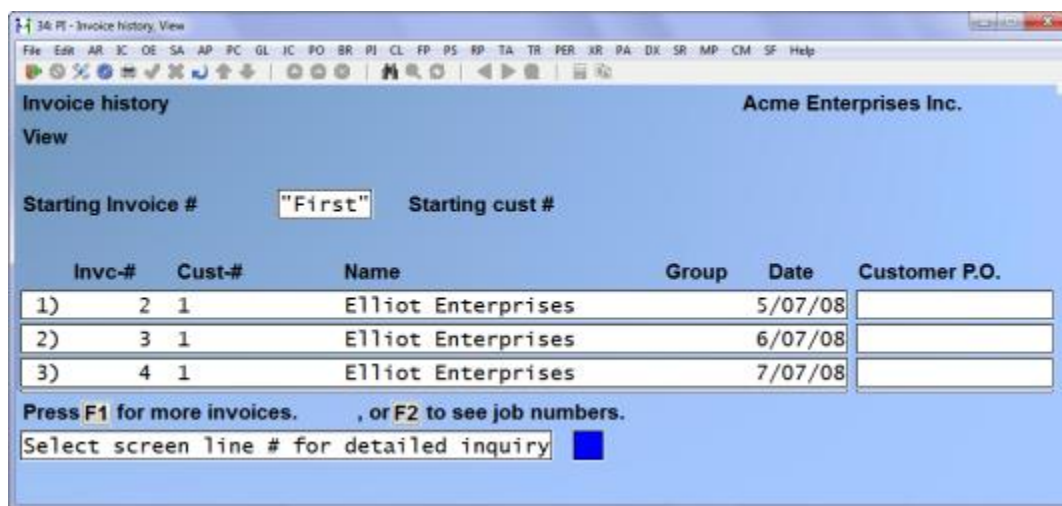 34: PI - Invoice history, View
File Edit AR IC OE SA AP PC GL JC PO BR PJ CL FP PS RP TA TR PER XR PA DX SR MP CM SF Help
Invoice history Acme Enterprises Inc.
View
Starting Invoice # "First" Starting cust #
Invc-# Cust-# Name Group Date Customer P.O.
1) 2 1 Elliot Enterprises 5/07/08
2) 3 1 Elliot Enterprises 6/07/08
3) 4 1 Elliot Enterprises 7/07/08
Press F1 for more invoices. , or F2 to see job numbers.
Select screen line # for detailed inquiry